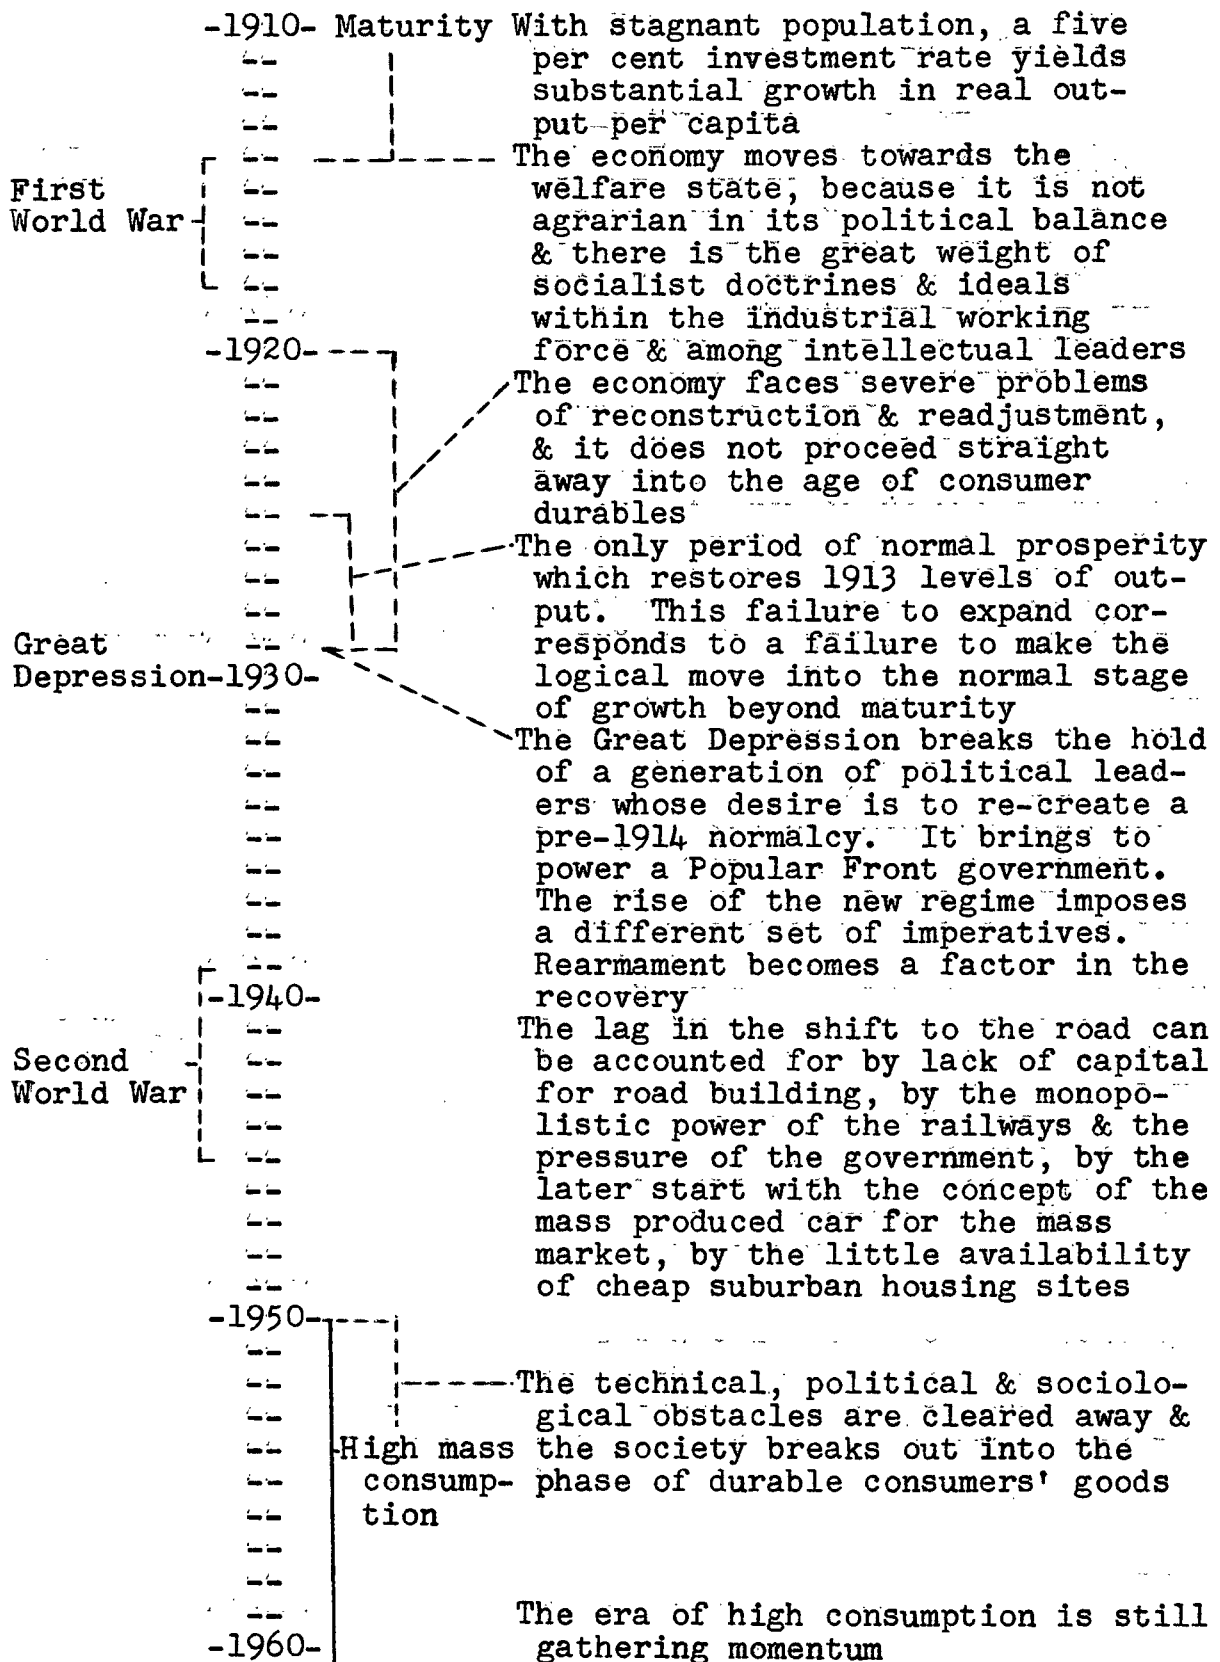 -1910- Maturity With stagnant population, a five
per cent investment rate yields
substantial growth in real out-
put per capita
The economy moves towards the
First
World War
welfare state, because it is not
agrarian in its political balance
& there is the great weight of
socialist doctrines & ideals
within the industrial working
-1920- force & among intellectual leaders
The economy faces severe problems
of reconstruction & readjustment,
& it does not proceed straight
away into the age of consumer
durables
The only period of normal prosperity
which restores 1913 levels of out-
put. This failure to expand cor-
Great
Depression-1930-
responds to a failure to make the
logical move into the normal stage
of growth beyond maturity
The Great Depression breaks the hold
of a generation of political lead-
ers whose desire is to re-create a
pre-1914 normalcy. It brings to
power a Popular Front government.
The rise of the new regime imposes
a different set of imperatives.
Rearmament becomes a factor in the
-1940- recovery
The lag in the shift to the road can
Second
World War
be accounted for by lack of capital
for road building, by the monopo-
listic power of the railways & the
pressure of the government, by the
later start with the concept of the
mass produced car for the mass
market, by the little availability
of cheap suburban housing sites
-1950-
The technical, political & sociolo-
gical obstacles are cleared away &
High mass
consump-
tion
the society breaks out into the
phase of durable consumers' goods
The era of high consumption is still
-1960- gathering momentum